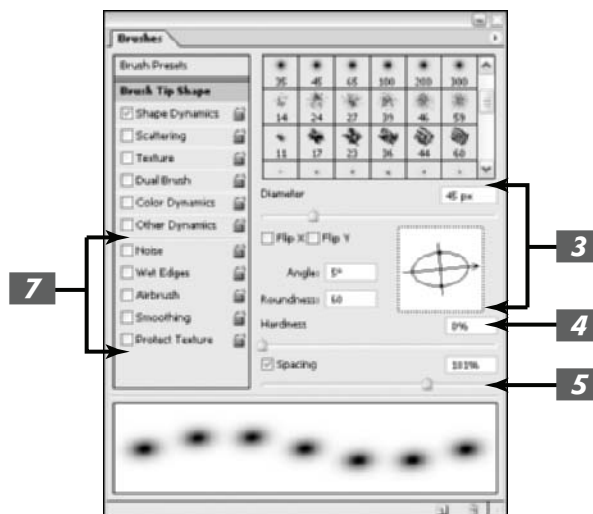 Brushes
Brush Presets
Brush Tip Shape
Shape Dynamics
Scattering
Texture
Dual Brush
Color Dynamics
Other Dynamics
Noise
Wet Edges
Airbrush
Smoothing
Protect Texture
35 45 65 100 200 300
14 24 27 39 46 59
11 17 23 36 44 60
Diameter 45 px
Flip X Flip Y
Angle: 5°
Roundness: 60
Hardness 0%
Spacing 101%
3
4
5
7